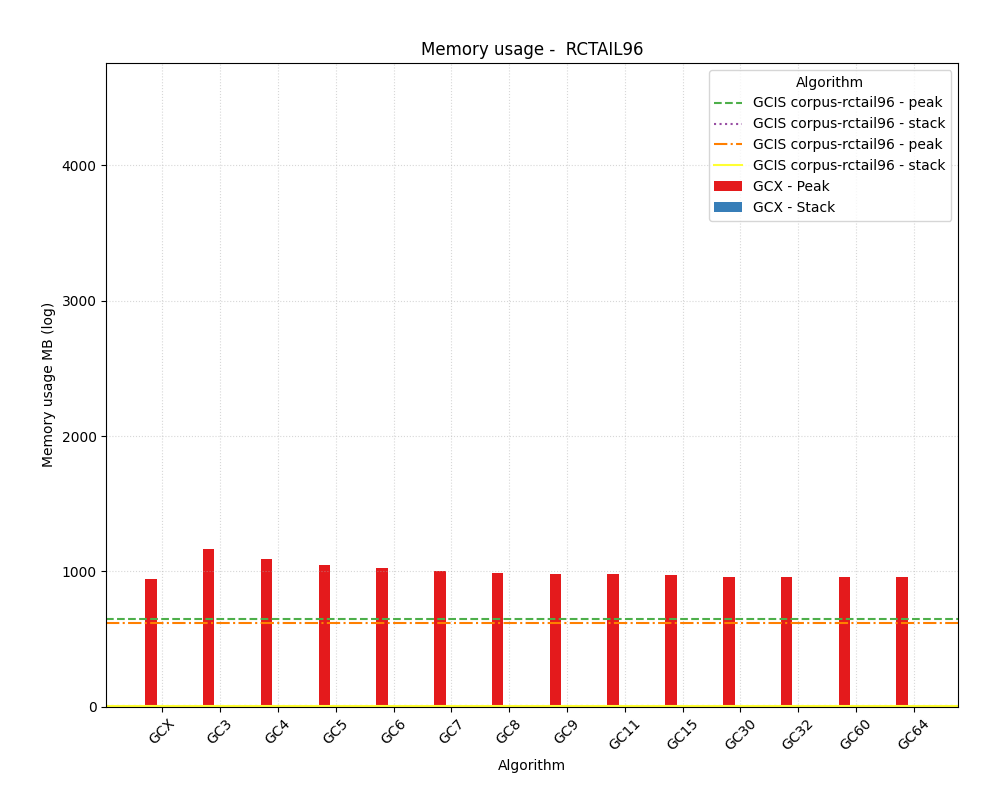 Memory usage -  RCTAIL96
Algorithm
GCIS corpus-rctail96 - peak
GCIS corpus-rctail96 - stack
GCIS corpus-rctail96 - peak
GCIS corpus-rctail96 - stack
GCX - Peak
GCX - Stack
Memory usage MB (log)
4000
3000
2000
1000
0
GCX GC3 GC4 GC5 GC6 GC7 GC8 GC9 GC11 GC15 GC30 GC32 GC60 GC64
Algorithm